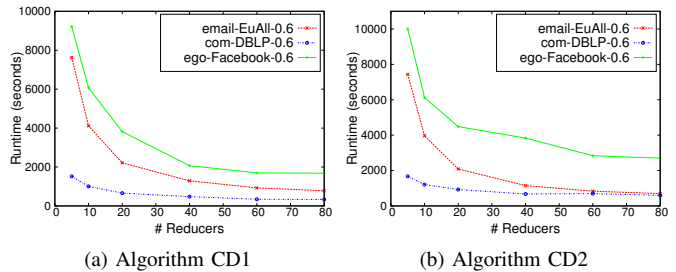 10000
8000
6000
4000
2000
0
Runtime (seconds)
email-EuAll-0.6
com-DBLP-0.6
ego-Facebook-0.6
0 10 20 30 40 50 60 70 80
# Reducers
(a) Algorithm CD1
10000
8000
6000
4000
2000
0
Runtime (seconds)
email-EuAll-0.6
com-DBLP-0.6
ego-Facebook-0.6
0 10 20 30 40 50 60 70 80
# Reducers
(b) Algorithm CD2